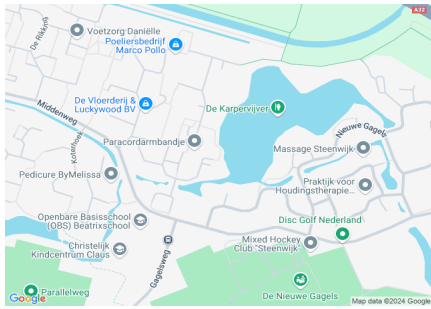 A32
De Rikking
Voetzorg Daniëlle
Poeliersbedrijf
Marco Pollo
De Vloerderij &
Luckywood BV
De Karpervijver
Middenweg
Koterhoek
Paracordarmbandje
Nieuwe Gagels
Massage Steenwijk
Pedicure ByMelissa
Praktijk voor
Houdingstherapie...
Openbare Basisschool
(OBS) Beatrixschool
Disc Golf Nederland
Christelijk
Kindcentrum Claus
Gagelsweg
Mixed Hockey
Club "Steenwijk"
Parallelweg
De Nieuwe Gagels
Google
Map data ©2024 Google